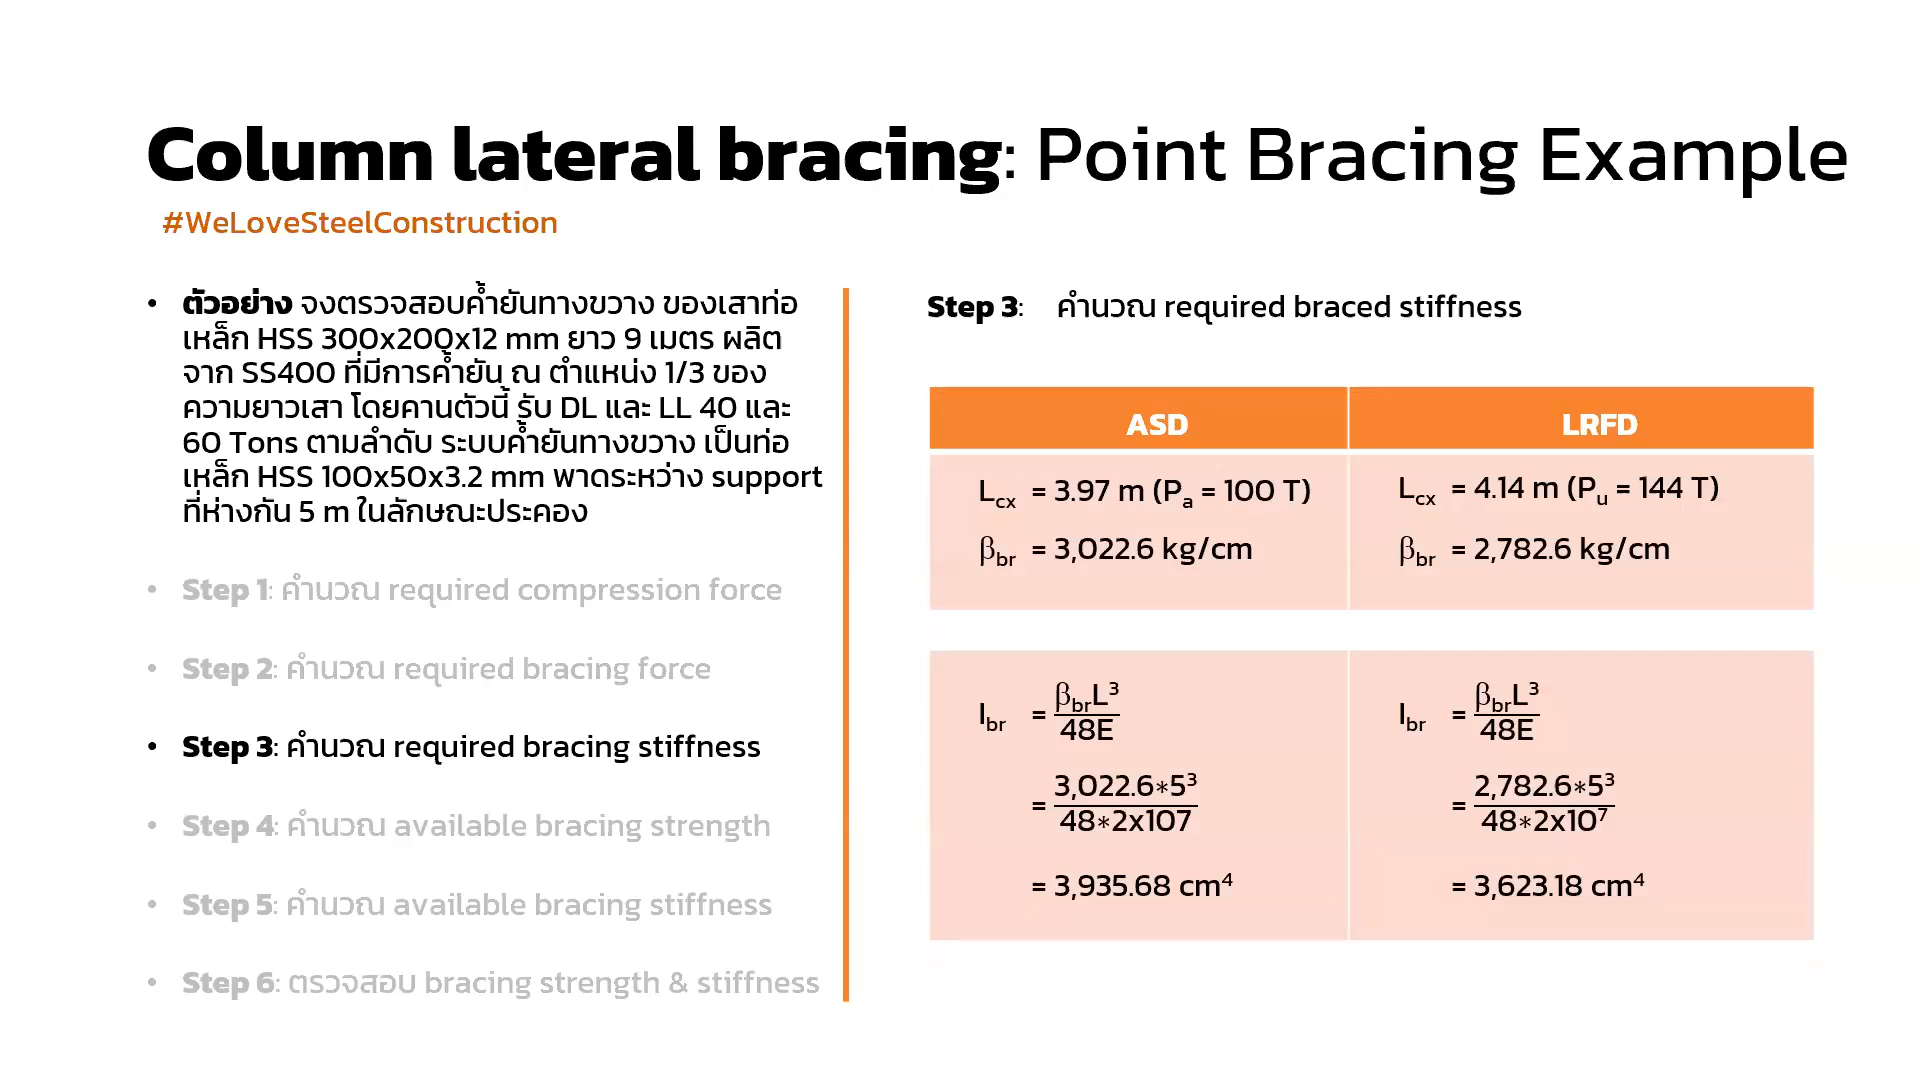 Column lateral bracing: Point Bracing Example
#WeLoveSteelConstruction
• ตัวอย่าง จงตรวจสอบค้ำยันทางขวาง ของเสาท่อ
เหล็ก HSS 300x200x12 mm ยาว 9 เมตร ผลิต
จาก SS400 ที่มีการค้ำยัน ณ ตำแหน่ง 1/3 ของ
ความยาวเสา โดยคานตัวนี้ รับ DL และ LL 40 และ
60 Tons ตามลำดับ ระบบค้ำยันทางขวาง เป็นท่อ
เหล็ก HSS 100x50x3.2 mm พาดระหว่าง support
ที่ห่างกัน 5 m ในลักษณะประคอง
• Step 1: คำนวณ required compression force
• Step 2: คำนวณ required bracing force
• Step 3: คำนวณ required bracing stiffness
• Step 4: คำนวณ available bracing strength
• Step 5: คำนวณ available bracing stiffness
• Step 6: ตรวจสอบ bracing strength & stiffness
Step 3: คำนวณ required braced stiffness
ASD
L_cx = 3.97 m (P_a = 100 T)
β_br = 3,022.6 kg/cm
I_br = β_brL³/48E
= 3,022.6*5³/48*2x107
= 3,935.68 cm⁴
LRFD
L_cx = 4.14 m (P_u = 144 T)
β_br = 2,782.6 kg/cm
I_br = β_brL³/48E
= 2,782.6*5³/48*2x10⁷
= 3,623.18 cm⁴